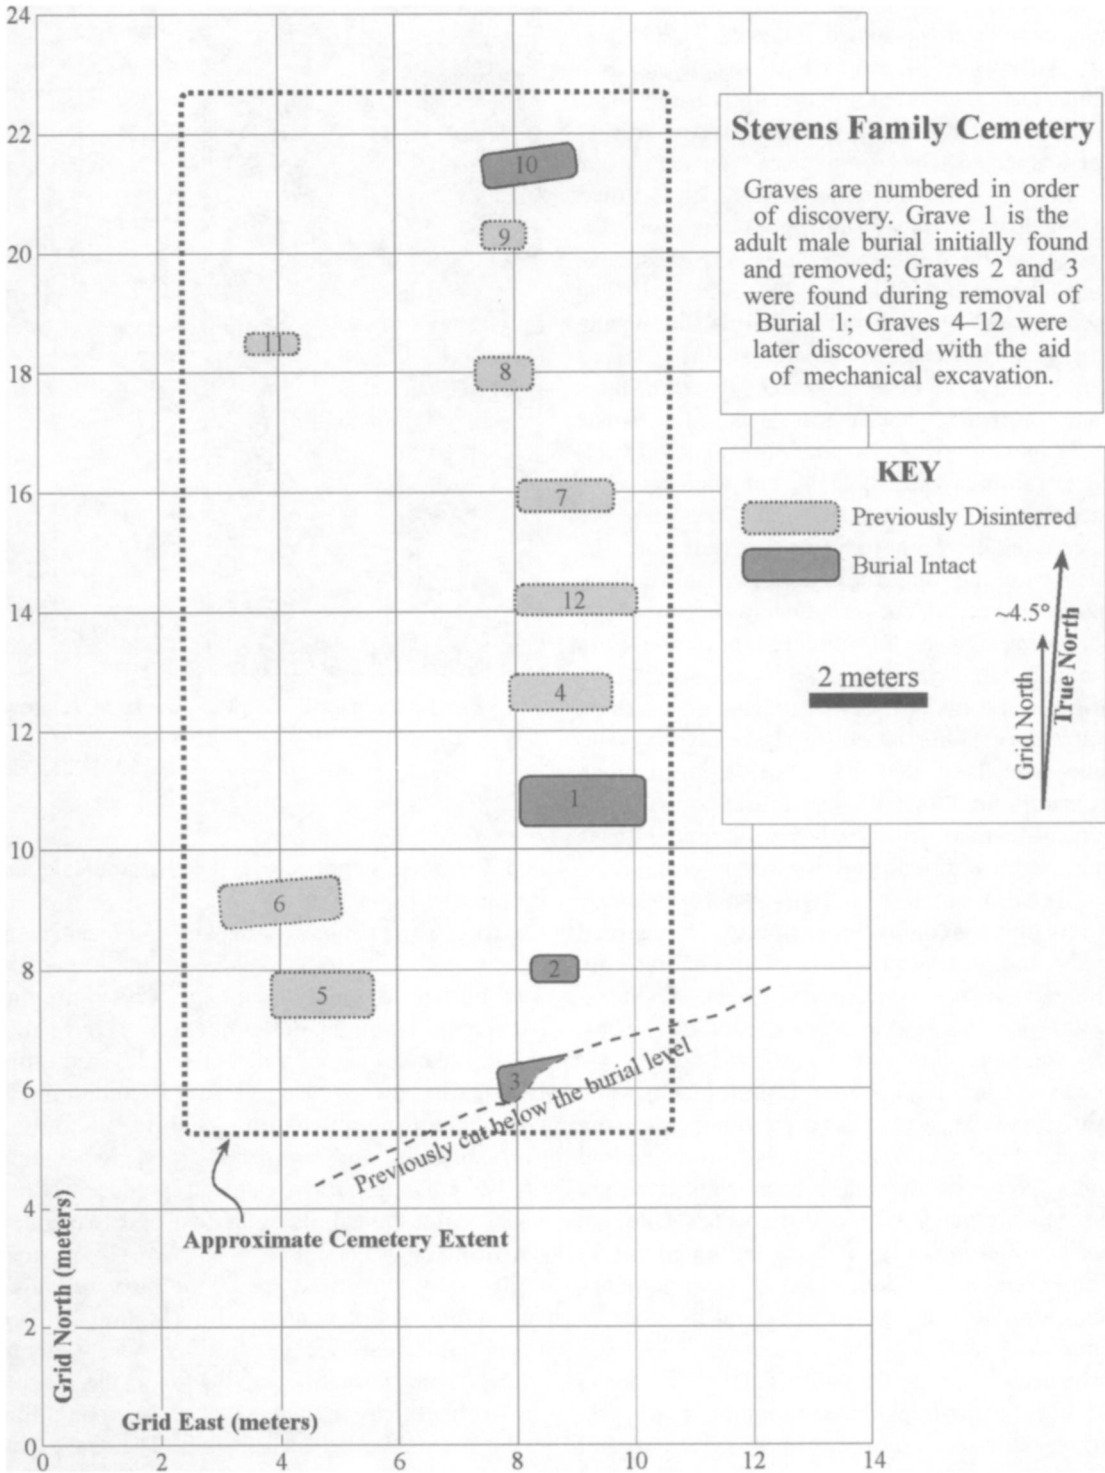 24
22
20
18
16
14
12
10
8
6
4
2
0
Grid North (meters)
0
2
4
6
8
10
12
14
Grid East (meters)
10
9
11
8
7
12
4
1
6
2
5
3
Previously cut below the burial level
Approximate Cemetery Extent
Stevens Family Cemetery
Graves are numbered in order
of discovery. Grave 1 is the
adult male burial initially found
and removed; Graves 2 and 3
were found during removal of
Burial 1; Graves 4–12 were
later discovered with the aid
of mechanical excavation.
KEY
Previously Disinterred
Burial Intact
~4.5°
2 meters
Grid North
True North